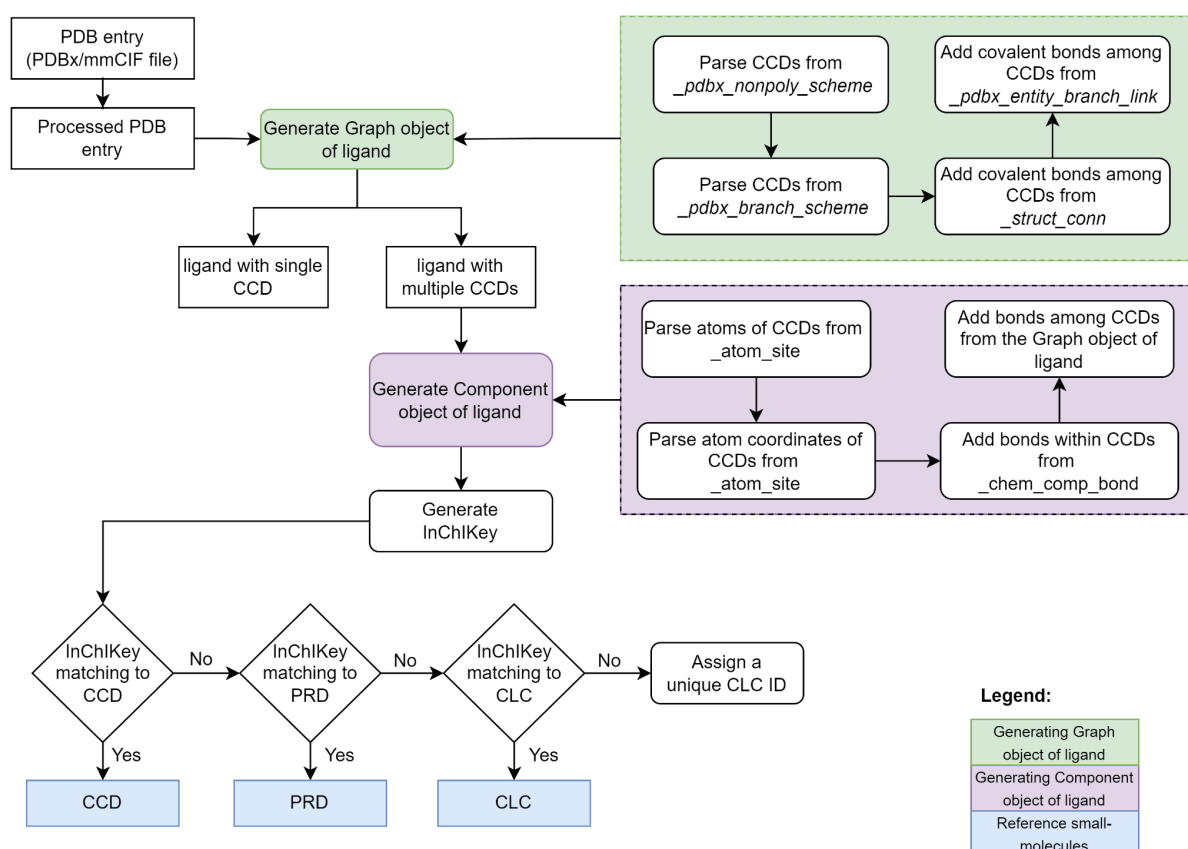 PDB entry
(PDBx/mmCIF file)
Processed PDB
entry
Generate Graph object
of ligand
Parse CCDs from
_pdbx_nonpoly_scheme
Add covalent bonds among
CCDs from
_pdbx_entity_branch_link
Parse CCDs from
_pdbx_branch_scheme
Add covalent bonds among
CCDs from
_struct_conn
ligand with single
CCD
ligand with
multiple CCDs
Generate Component
object of ligand
Parse atoms of CCDs from
_atom_site
Add bonds among CCDs
from the Graph object of
ligand
Parse atom coordinates of
CCDs from
_atom_site
Add bonds within CCDs
from
_chem_comp_bond
Generate
InChIKey
InChIKey
matching to
CCD
No
InChIKey
matching to
PRD
No
InChIKey
matching to
CLC
No
Assign a
unique CLC ID
Yes
Yes
Yes
CCD
PRD
CLC
Legend:
Generating Graph
object of ligand
Generating Component
object of ligand
Reference small-
molecules